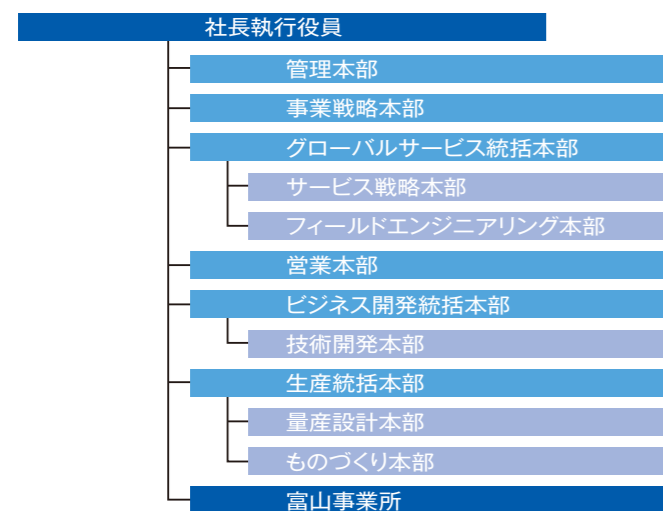 社長執行役員
管理本部
事業戦略本部
グローバルサービス統括本部
サービス戦略本部
フィールドエンジニアリング本部
営業本部
ビジネス開発統括本部
技術開発本部
生産統括本部
量産設計本部
ものづくり本部
富山事業所